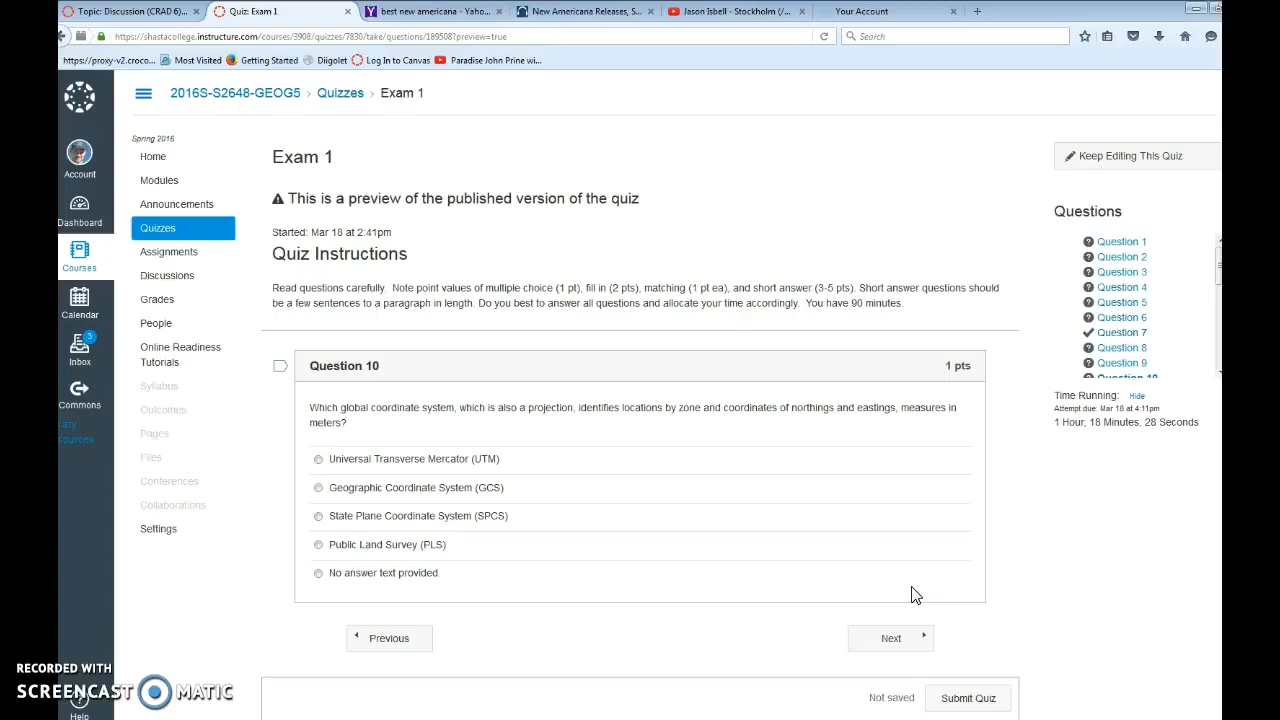 Topic: Discussion (CRAD 6)...
Quiz: Exam 1
best new americana - Yaho...
New Americana Releases, S...
Jason Isbell - Stockholm (/...
Your Account
https://shastacollege.instructure.com/courses/3908/quizzes/7830/take/questions/189508?preview=true
Search
https://proxy-v2.croco...
Most Visited
Getting Started
Diigolet
Log In to Canvas
Paradise John Prine wi...
2016S-S2648-GEOG5 › Quizzes › Exam 1
Spring 2016
Home
Modules
Announcements
Quizzes
Assignments
Discussions
Grades
People
Online Readiness
Tutorials
Syllabus
Outcomes
Pages
Files
Conferences
Collaborations
Settings
Account
Dashboard
Courses
Calendar
3
Inbox
Commons
rary
sources
Help
Exam 1
This is a preview of the published version of the quiz
Started: Mar 18 at 2:41pm
Quiz Instructions
Read questions carefully. Note point values of multiple choice (1 pt), fill in (2 pts), matching (1 pt ea), and short answer (3-5 pts). Short answer questions should
be a few sentences to a paragraph in length. Do you best to answer all questions and allocate your time accordingly. You have 90 minutes.
Question 10
1 pts
Which global coordinate system, which is also a projection, identifies locations by zone and coordinates of northings and eastings, measures in
meters?
Universal Transverse Mercator (UTM)
Geographic Coordinate System (GCS)
State Plane Coordinate System (SPCS)
Public Land Survey (PLS)
No answer text provided.
Previous
Next
Not saved
Submit Quiz
Keep Editing This Quiz
Questions
Question 1
Question 2
Question 3
Question 4
Question 5
Question 6
Question 7
Question 8
Question 9
Question 10
Time Running: Hide
Attempt due: Mar 18 at 4:11pm
1 Hour, 18 Minutes, 28 Seconds
RECORDED WITH
SCREENCAST MATIC